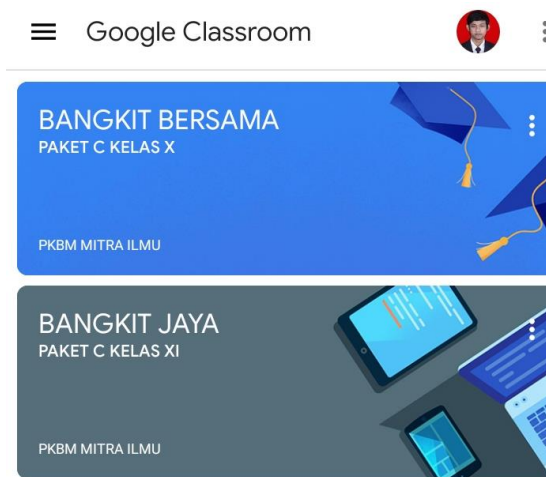 Google Classroom
BANGKIT BERSAMA
PAKET C KELAS X
PKBM MITRA ILMU
BANGKIT JAYA
PAKET C KELAS XI
PKBM MITRA ILMU